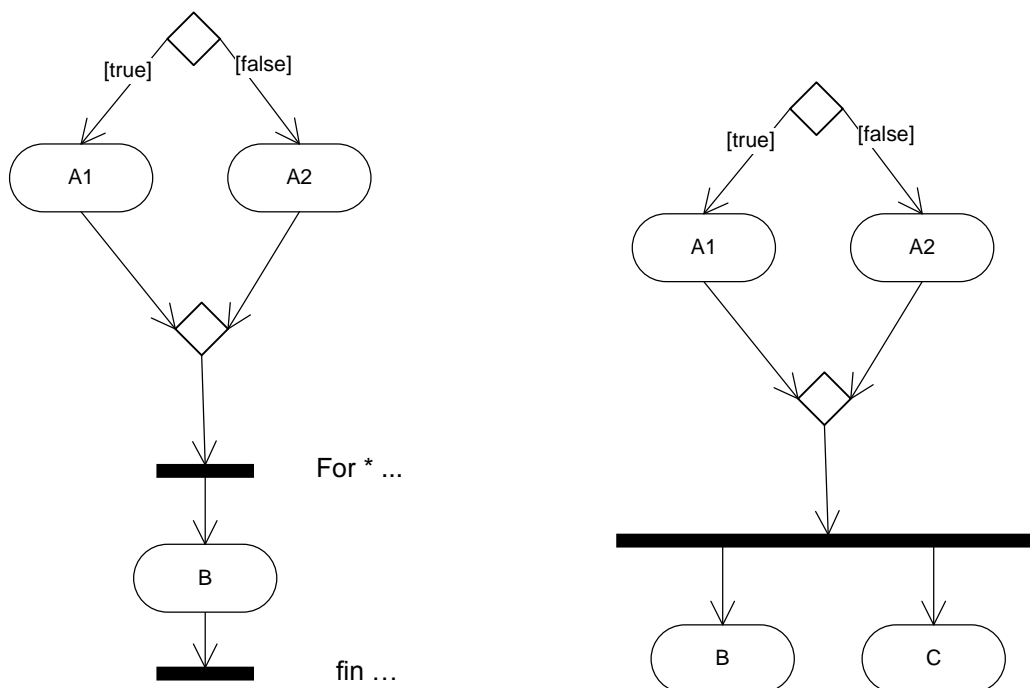 [true]
[false]
A1
A2
For * ...
B
fin ...
[true]
[false]
A1
A2
B
C